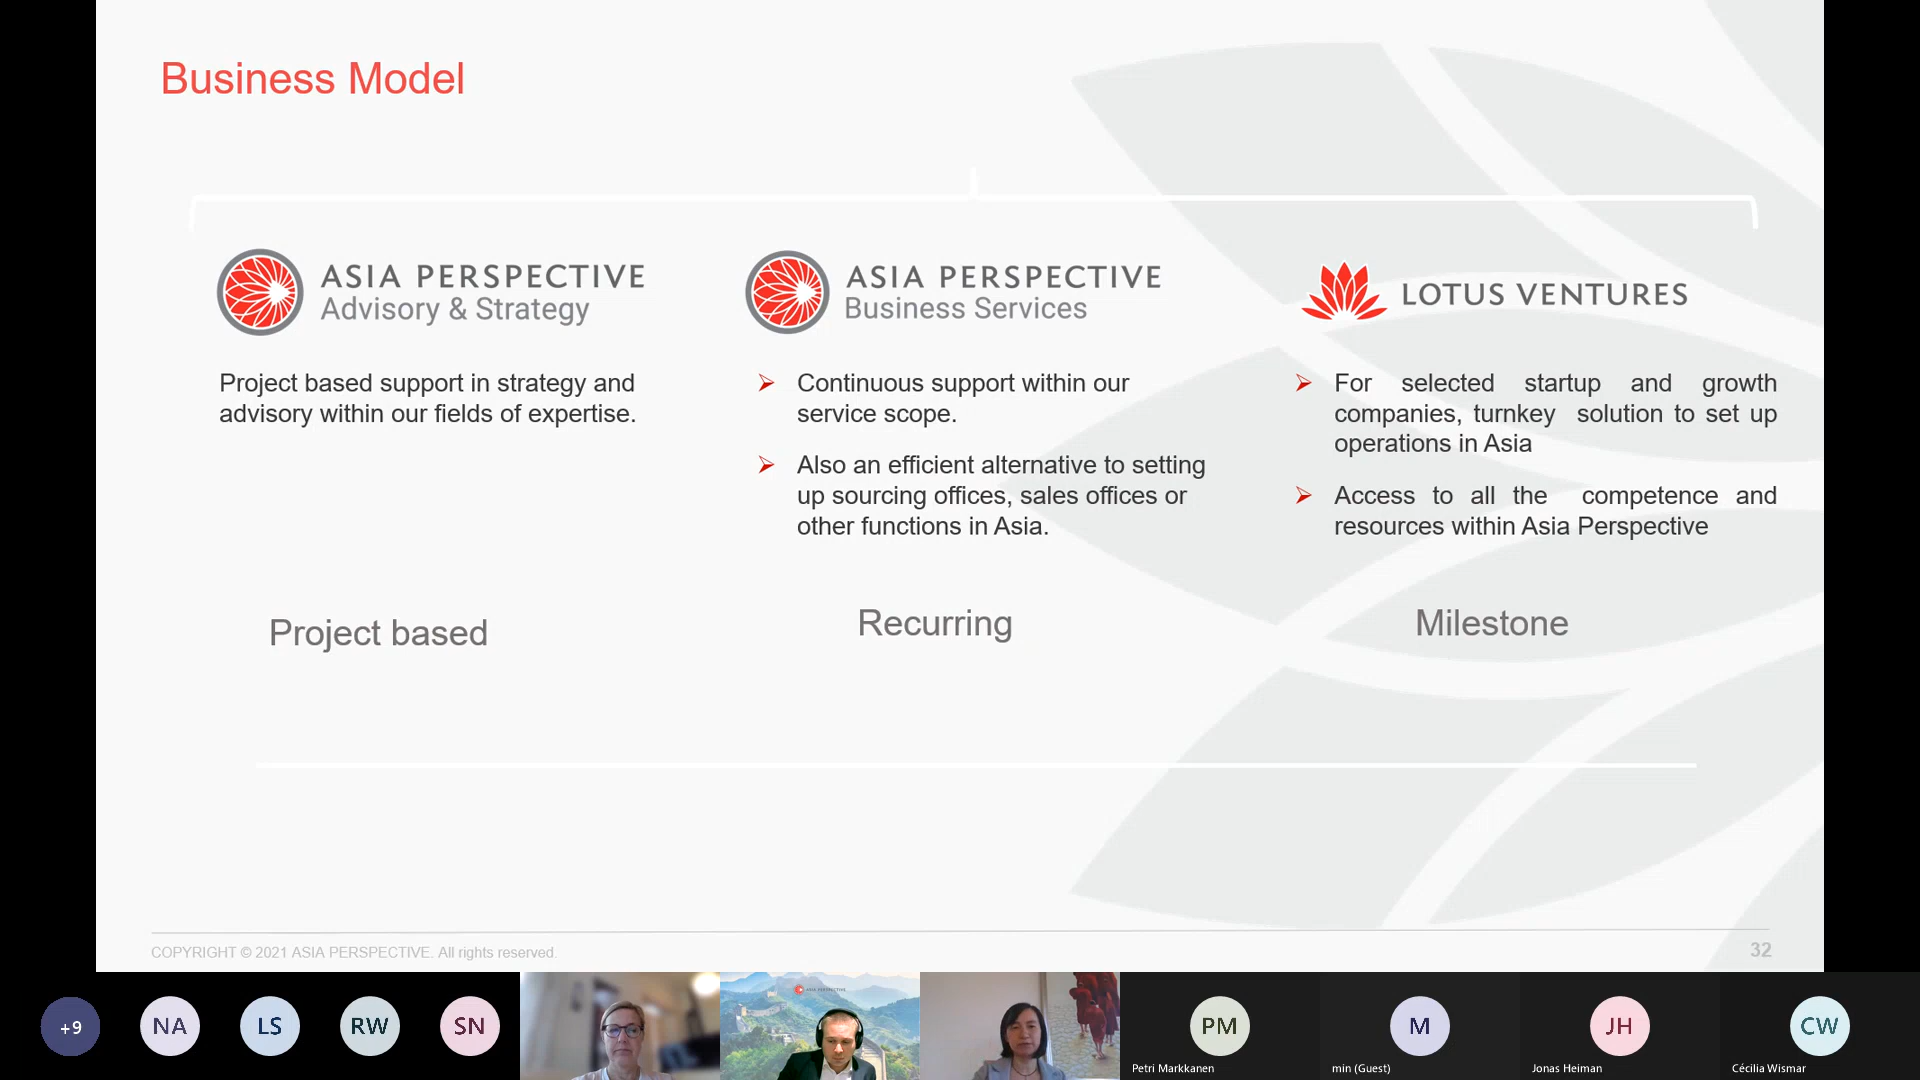 Business Model
ASIA PERSPECTIVE
Advisory & Strategy
Project based support in strategy and
advisory within our fields of expertise.
Project based
ASIA PERSPECTIVE
Business Services
Continuous support within our
service scope.
Also an efficient alternative to setting
up sourcing offices, sales offices or
other functions in Asia.
Recurring
LOTUS VENTURES
For selected startup and growth
companies, turnkey solution to set up
operations in Asia
Access to all the competence and
resources within Asia Perspective
Milestone
COPYRIGHT © 2021 ASIA PERSPECTIVE. All rights reserved.
32
+9
NA
LS
RW
SN
ASIA PERSPECTIVE
PM
Petri Markkanen
M
min (Guest)
JH
Jonas Heiman
CW
Cécilia Wismar